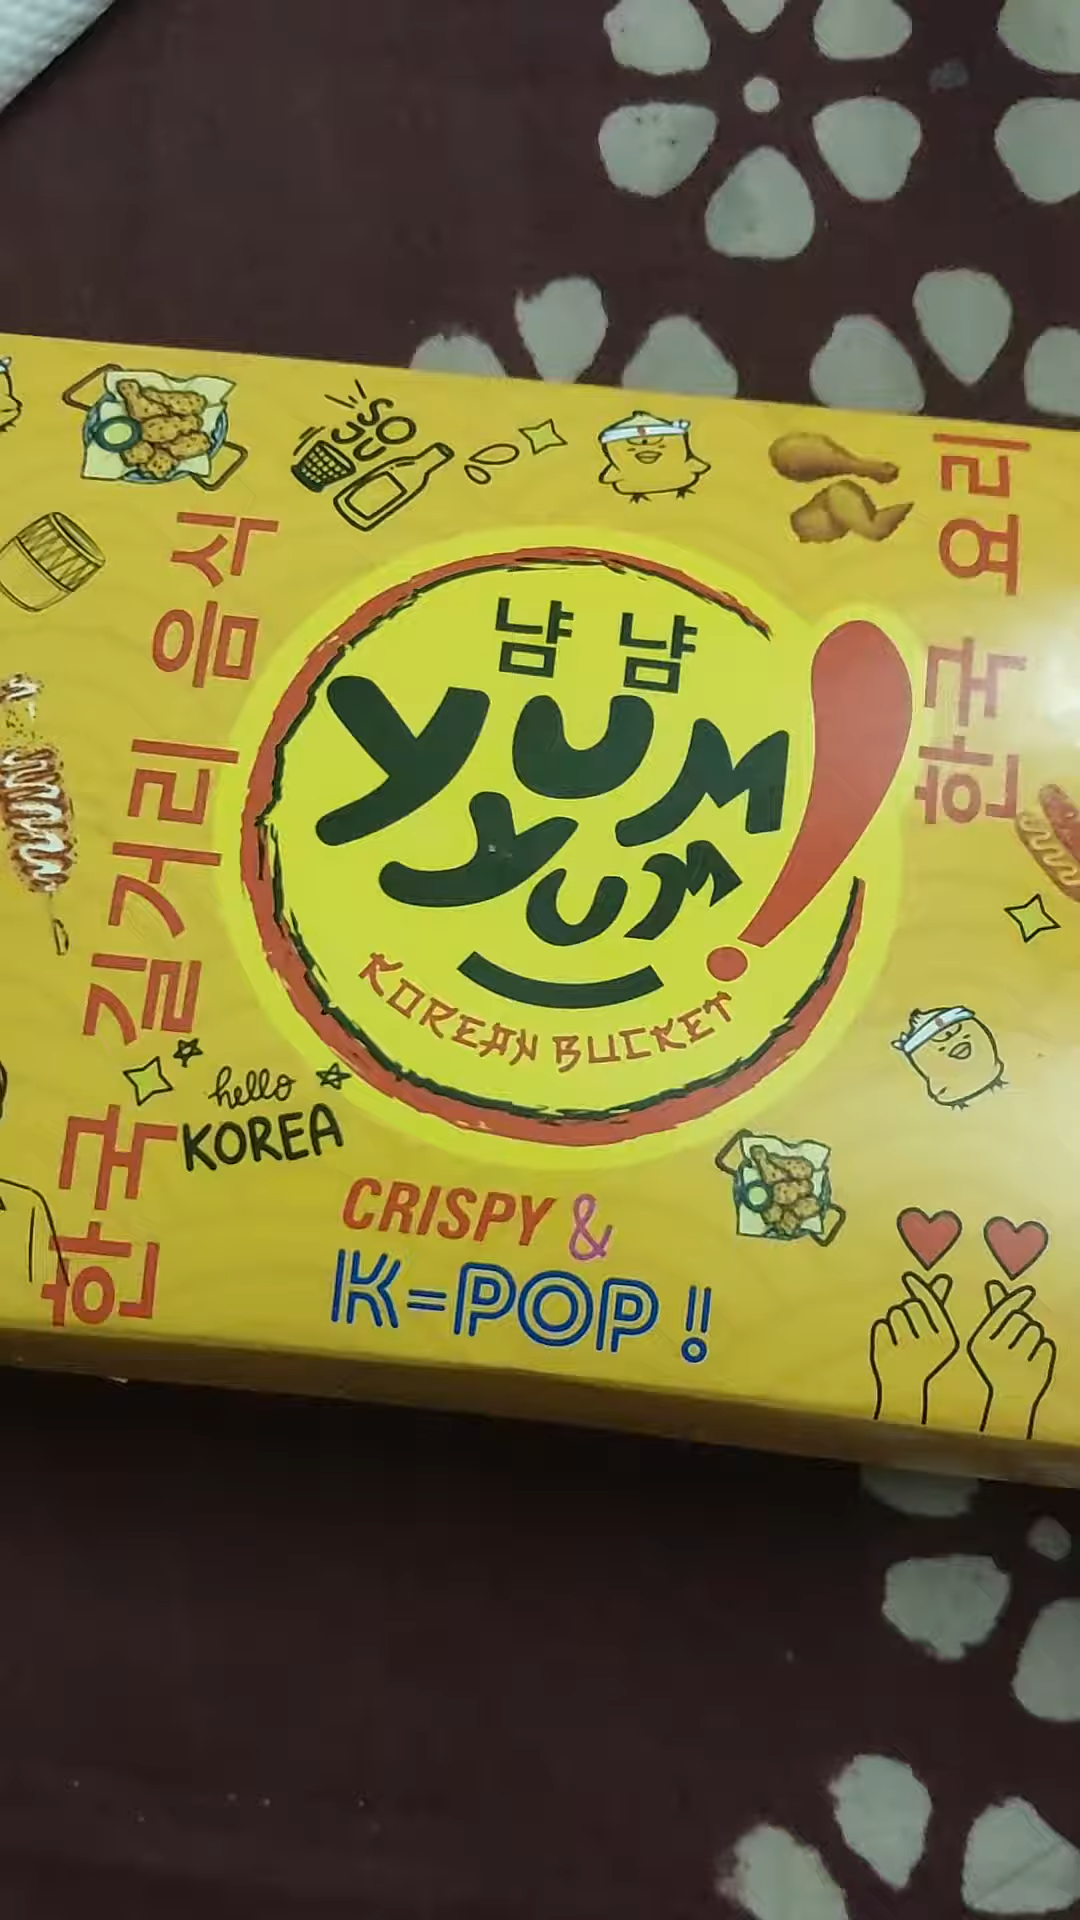 SOJU
한국 요리
한국 길거리 음식
냠 냠
yUM
yUM!
KOREAN BUCKET
hello
KOREA
CRISPY &
K=POP!!